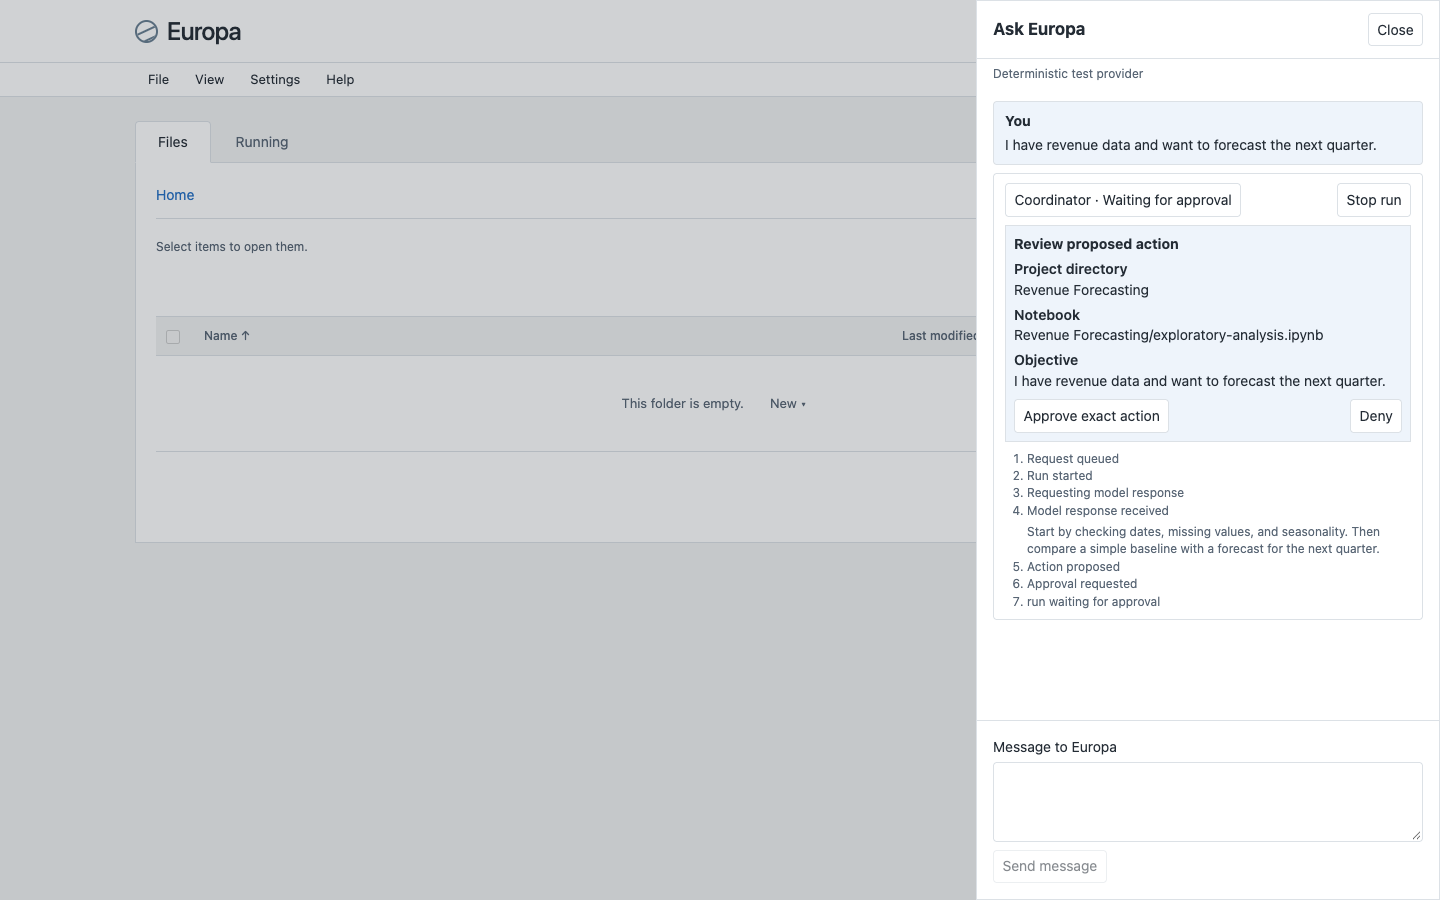 Europa
File View Settings Help
Files Running
Home
Select items to open them.
Name ↑ Last modified
This folder is empty. New ▾
Ask Europa
Close
Deterministic test provider
You
I have revenue data and want to forecast the next quarter.
Coordinator · Waiting for approval
Stop run
Review proposed action
Project directory
Revenue Forecasting
Notebook
Revenue Forecasting/exploratory-analysis.ipynb
Objective
I have revenue data and want to forecast the next quarter.
Approve exact action
Deny
1. Request queued
2. Run started
3. Requesting model response
4. Model response received
Start by checking dates, missing values, and seasonality. Then
compare a simple baseline with a forecast for the next quarter.
5. Action proposed
6. Approval requested
7. run waiting for approval
Message to Europa
Send message